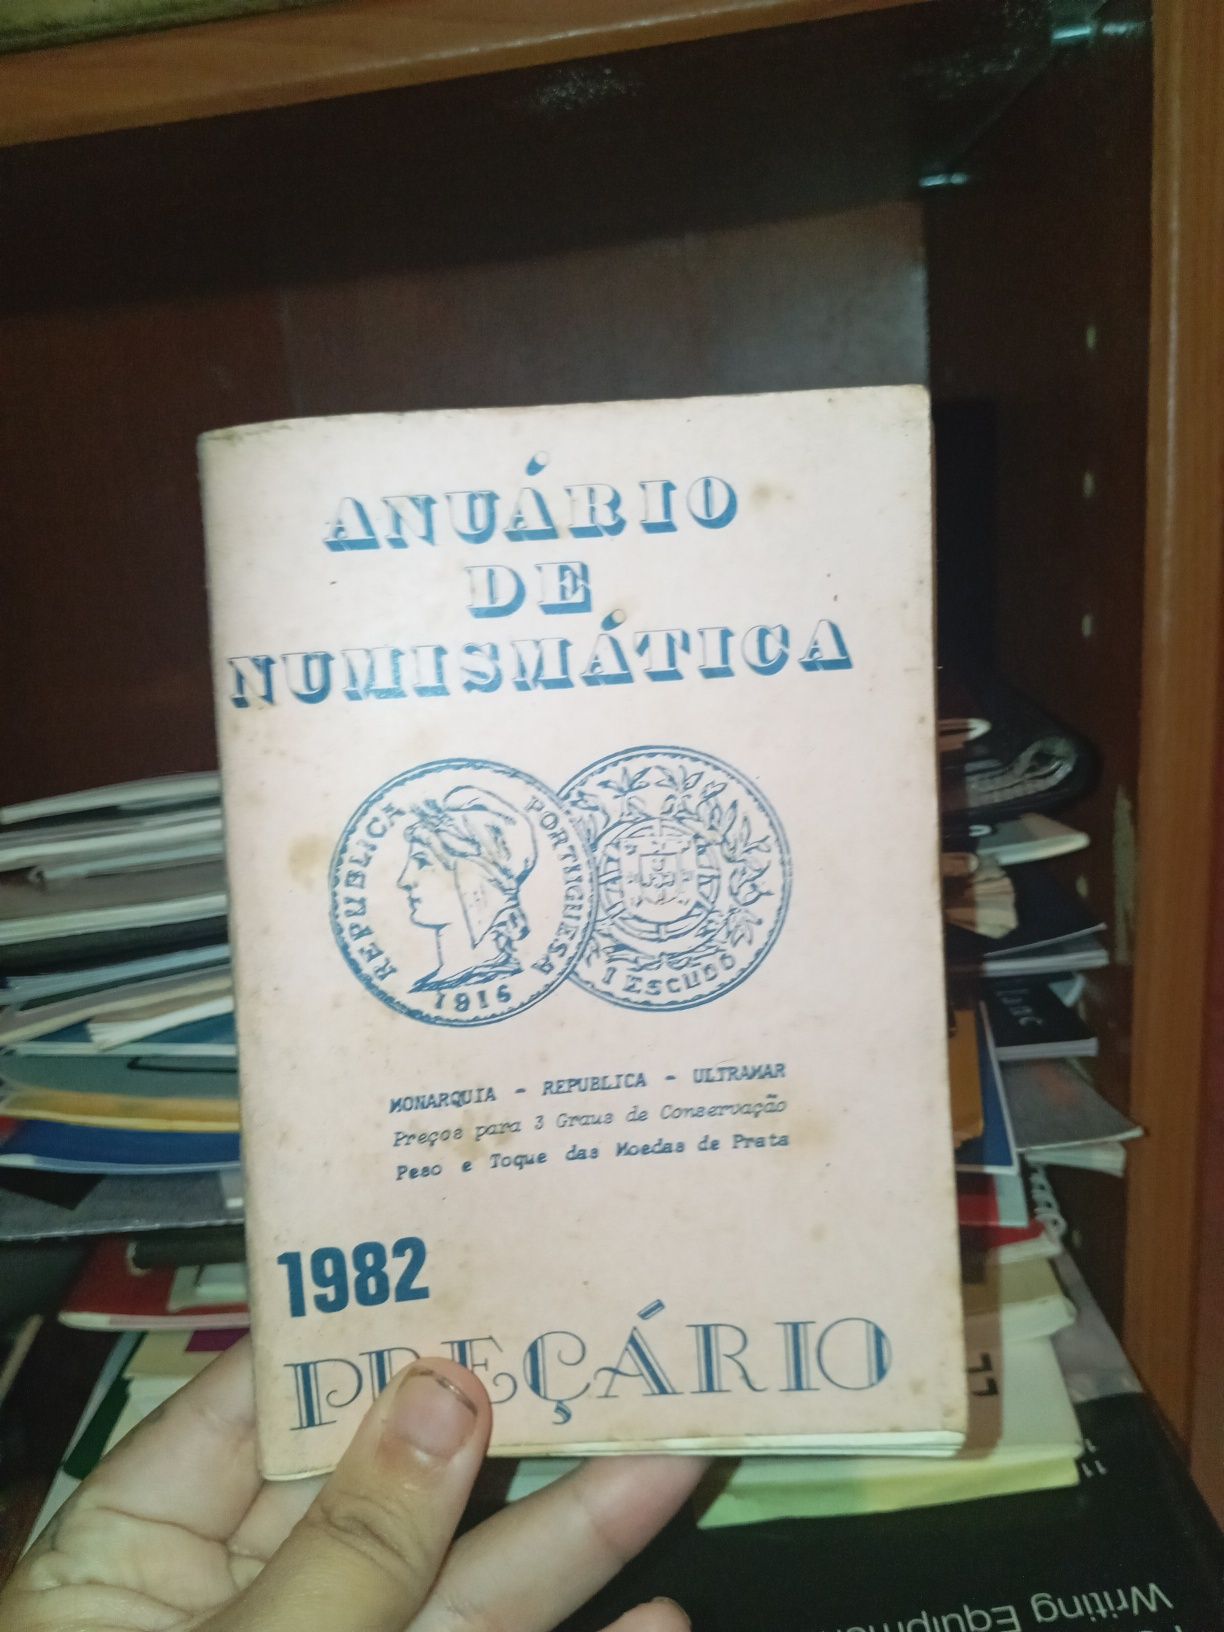 ANUÁRIO
DE
NUMISMÁTICA
REPUBLICA PORTUGUESA
1916
1 ESCUDO
MONARQUIA - REPUBLICA - ULTRAMAR
Preços para 3 Graus de Conservação
Peso e Toque das Moedas de Prata
1982
PREÇÁRIO
Writing